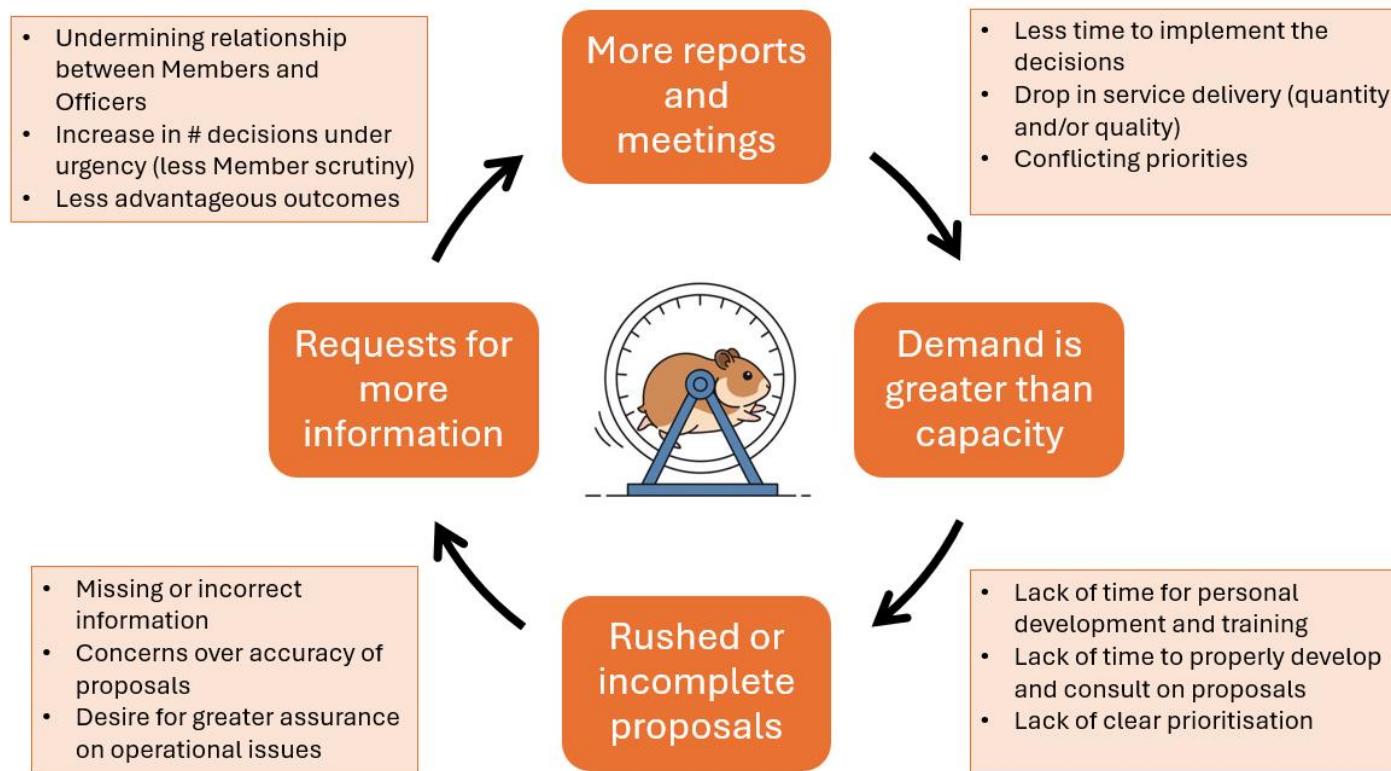 • Undermining relationship
between Members and
Officers
• Increase in # decisions under
urgency (less Member scrutiny)
• Less advantageous outcomes
More reports
and
meetings
• Less time to implement the
decisions
• Drop in service delivery (quantity
and/or quality)
• Conflicting priorities
Requests for
more
information
Demand is
greater than
capacity
• Missing or incorrect
information
• Concerns over accuracy of
proposals
• Desire for greater assurance
on operational issues
Rushed or
incomplete
proposals
• Lack of time for personal
development and training
• Lack of time to properly develop
and consult on proposals
• Lack of clear prioritisation